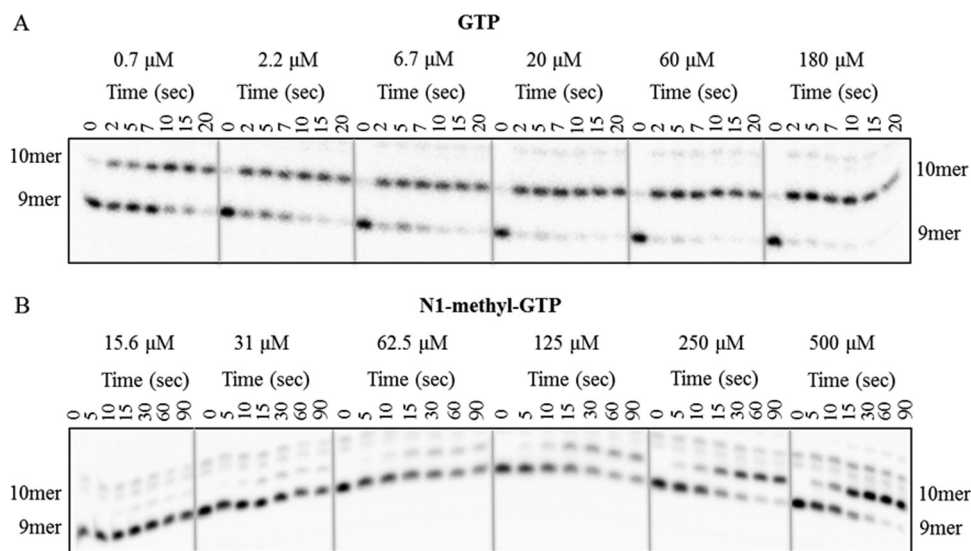 A
GTP
0.7 μM 2.2 μM 6.7 μM 20 μM 60 μM 180 μM
Time (sec) Time (sec) Time (sec) Time (sec) Time (sec) Time (sec)
0 2 5 7 10 15 20 0 2 5 7 10 15 20 0 2 5 7 10 15 20 0 2 5 7 10 15 20 0 2 5 7 10 15 20 0 2 5 7 10 15 20
10mer 10mer
9mer 9mer
B
N1-methyl-GTP
15.6 μM 31 μM 62.5 μM 125 μM 250 μM 500 μM
Time (sec) Time (sec) Time (sec) Time (sec) Time (sec) Time (sec)
0 5 10 15 30 60 90 0 5 10 15 30 60 90 0 5 10 15 30 60 90 0 5 10 15 30 60 90 0 5 10 15 30 60 90 0 5 10 15 30 60 90
10mer 10mer
9mer 9mer